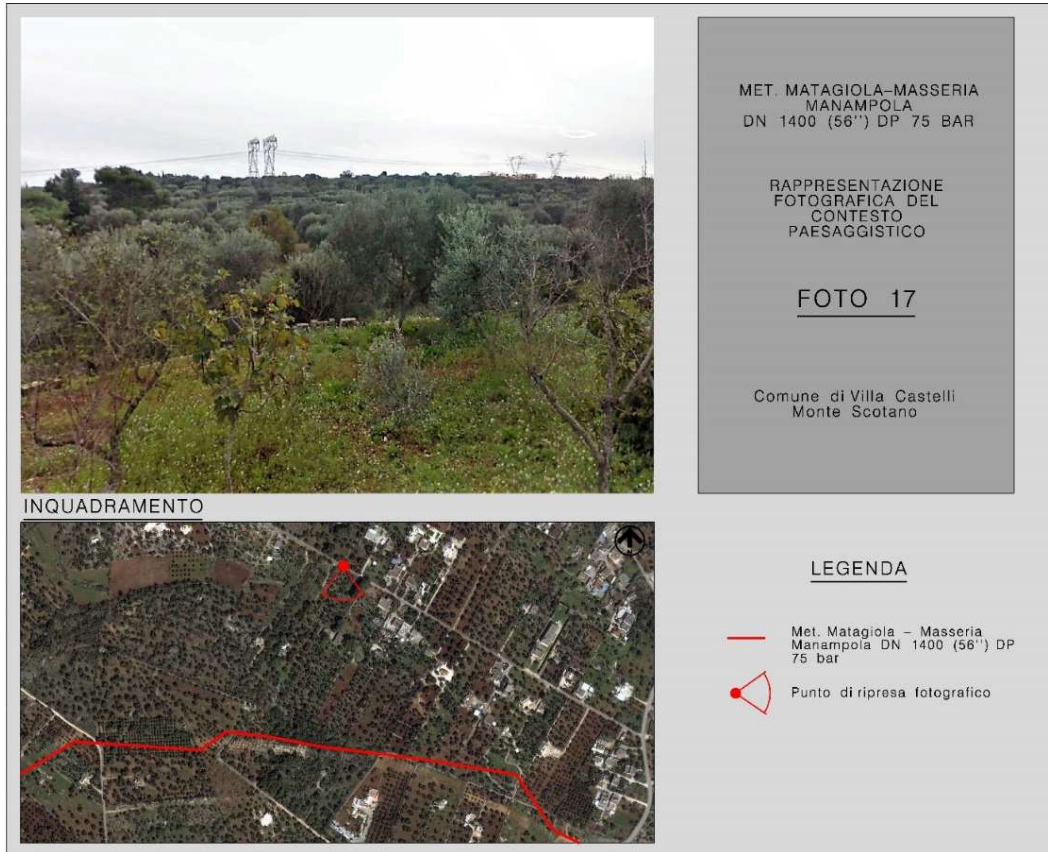 MET. MATAGIOLA-MASSERIA
MANAMPOLA
DN 1400 (56'') DP 75 BAR
RAPPRESENTAZIONE
FOTOGRAFICA DEL
CONTESTO
PAESAGGISTICO
FOTO 17
Comune di Villa Castelli
Monte Scotano
INQUADRAMENTO
LEGENDA
Met. Matagiola - Masseria
Manampola DN 1400 (56'') DP
75 bar
Punto di ripresa fotografico